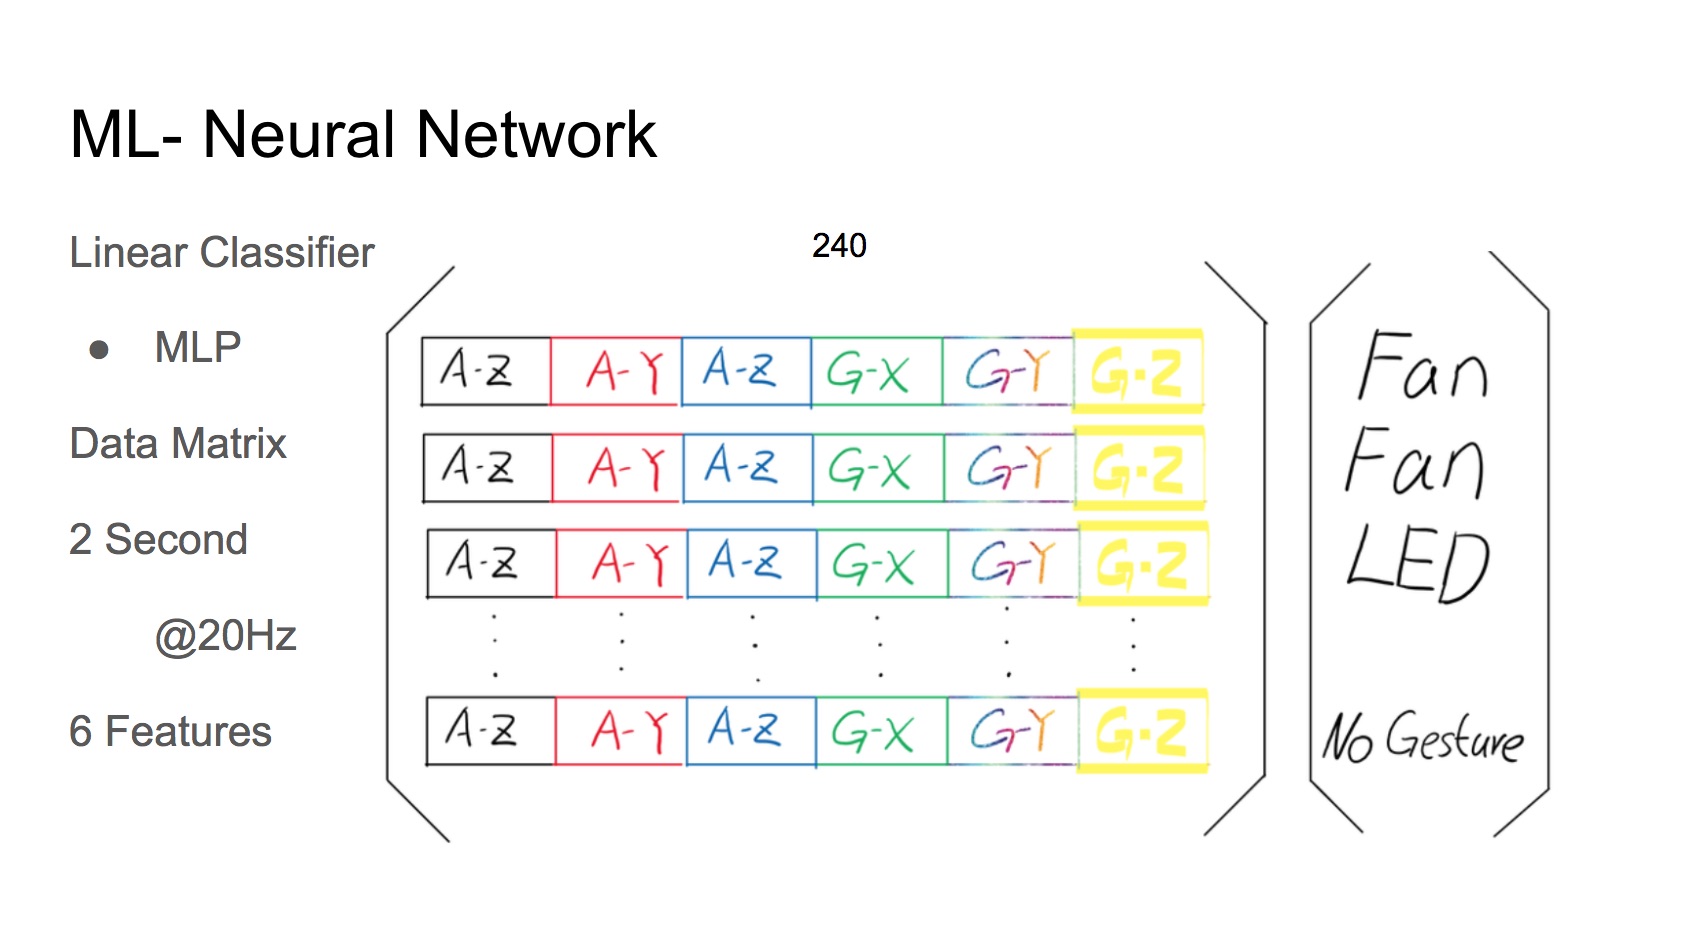 ML- Neural Network
Linear Classifier
● MLP
Data Matrix
2 Second
@20Hz
6 Features
240
A-Z A-Y A-Z G-X G-Y G-Z
A-Z A-Y A-Z G-X G-Y G-Z
A-Z A-Y A-Z G-X G-Y G-Z
A-Z A-Y A-Z G-X G-Y G-Z
Fan
Fan
LED
No Gesture